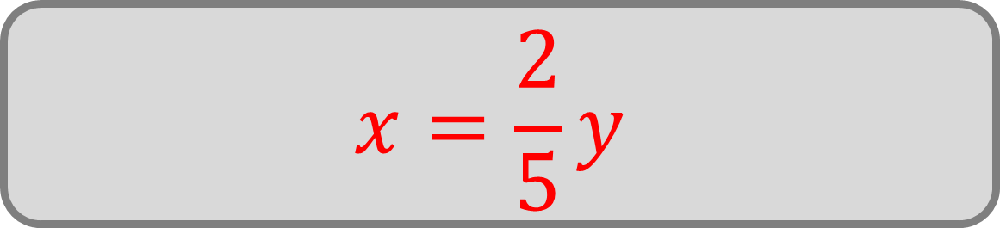 x = 2/5 y